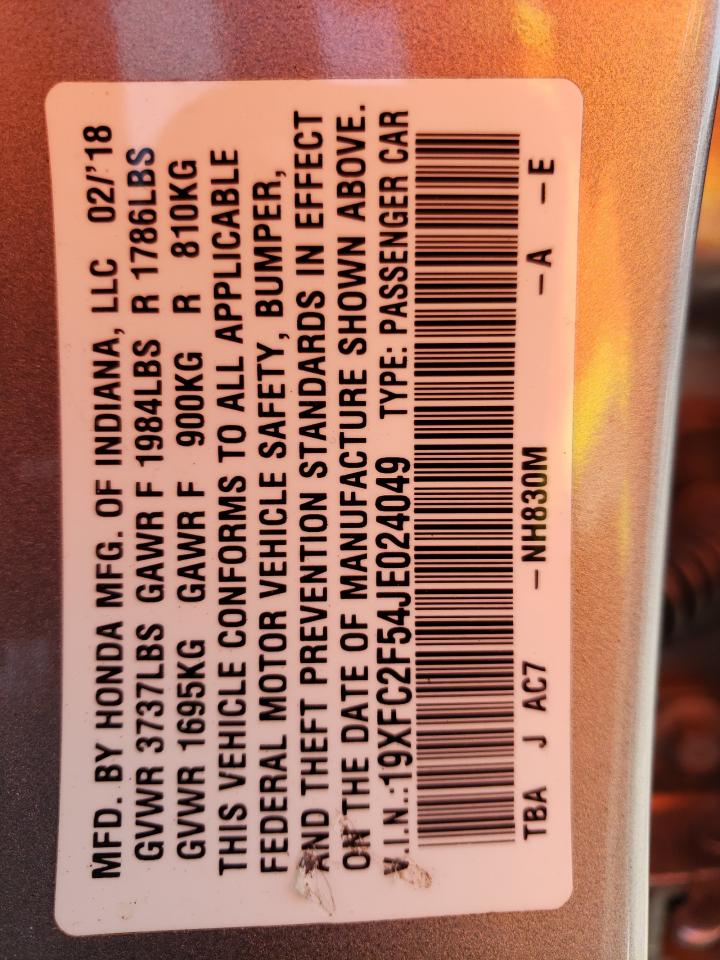 MFD. BY HONDA MFG. OF INDIANA, LLC 02/'18
GVWR 3737LBS GAWR F 1984LBS R 1786LBS
GVWR 1695KG GAWR F 900KG R 810KG
THIS VEHICLE CONFORMS TO ALL APPLICABLE
FEDERAL MOTOR VEHICLE SAFETY, BUMPER,
AND THEFT PREVENTION STANDARDS IN EFFECT
ON THE DATE OF MANUFACTURE SHOWN ABOVE.
V.I.N.:19XFC2F54JE024049 TYPE: PASSENGER CAR
TBA J AC7 –NH830M –A –E